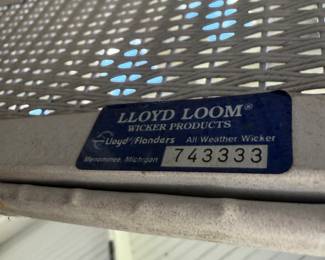 LLOYD LOOM®
WICKER PRODUCTS
Lloyd/Flanders All Weather Wicker
Menominee, Michigan 743333